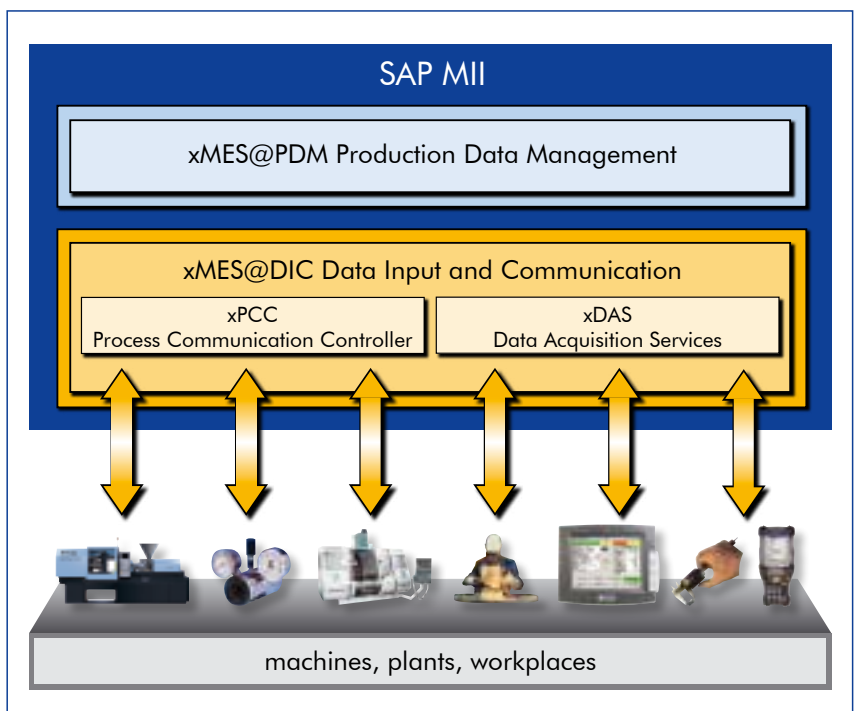 SAP MII
xMES@PDM Production Data Management
xMES@DIC Data Input and Communication
xPCC
Process Communication Controller
xDAS
Data Acquisition Services
machines, plants, workplaces